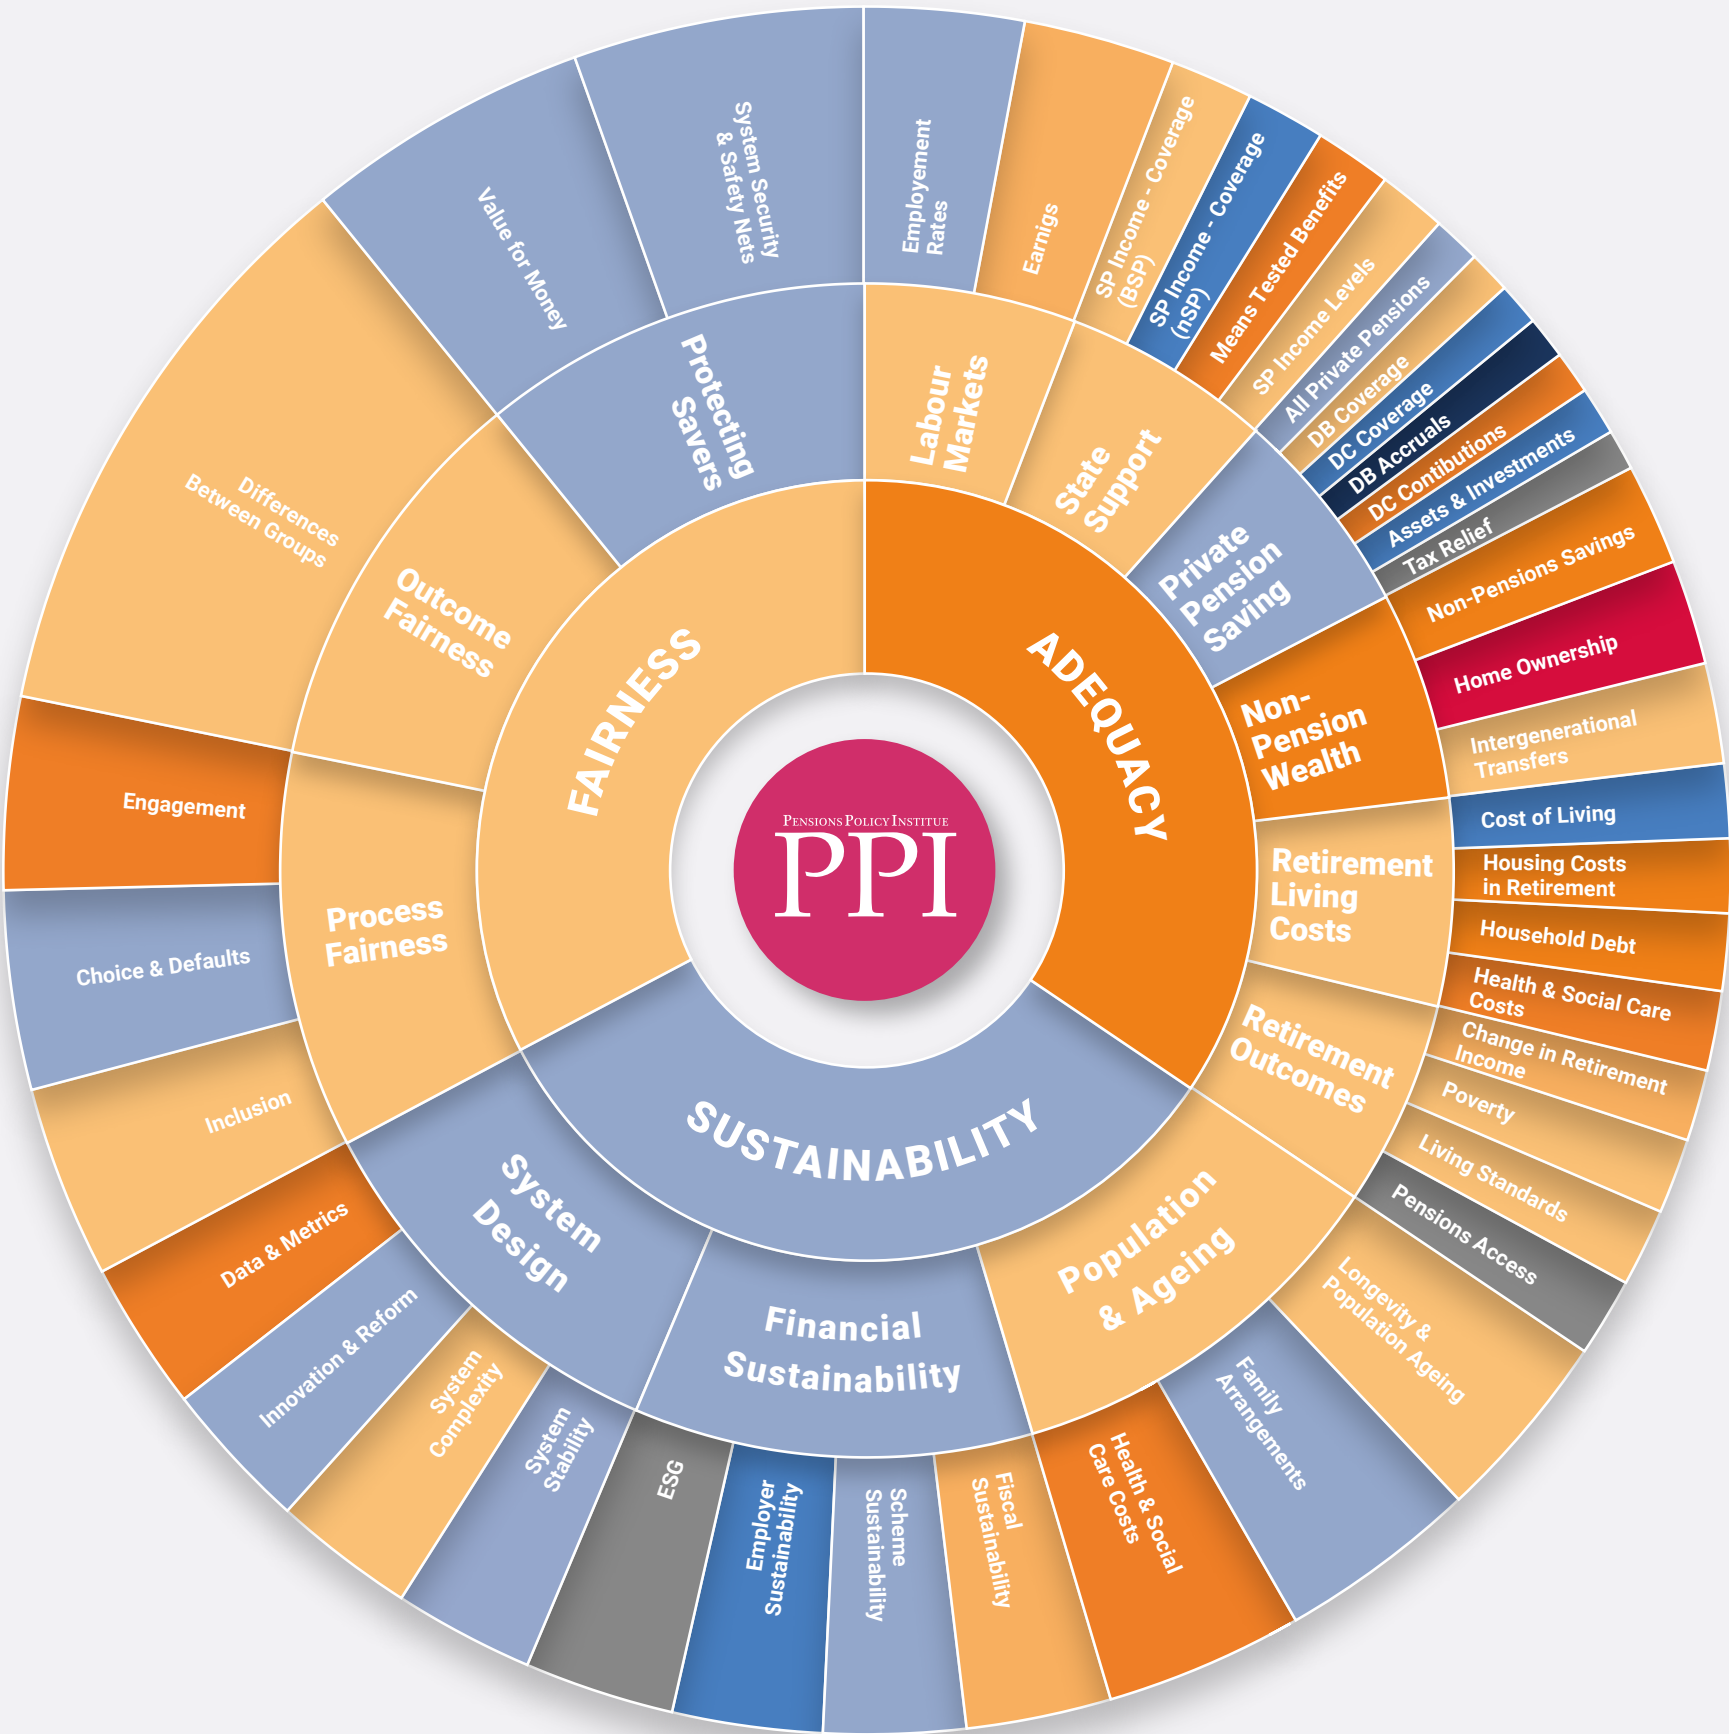 PENSIONS POLICY INSTITUE
PPI
ADEQUACY
SUSTAINABILITY
FAIRNESS
Labour
Markets
State
Support
Private
Pension
Saving
Non-
Pension
Wealth
Retirement
Living
Costs
Retirement
Outcomes
Population
& Ageing
Financial
Sustainability
System
Design
Process
Fairness
Outcome
Fairness
Protecting
Savers
Employement
Rates
Earnigs
SP Income - Coverage
(BSP)
SP Income - Coverage
(nSP)
Means Tested Benefits
SP Income Levels
All Private Pensions
DB Coverage
DC Coverage
DB Accruals
DC Contibutions
Assets & Investments
Tax Relief
Non-Pensions Savings
Home Ownership
Intergenerational
Transfers
Cost of Living
Housing Costs
in Retirement
Household Debt
Health & Social Care
Costs
Change in Retirement
Income
Poverty
Living Standards
Pensions Access
Longevity &
Population Ageing
Family
Arrangements
Health & Social
Care Costs
Fiscal
Sustainability
Scheme
Sustainability
Employer
Sustainability
ESG
System
Stability
System
Complexity
Innovation & Reform
Data & Metrics
Inclusion
Choice & Defaults
Engagement
Differences
Between Groups
Value for Money
System Security
& Safety Nets